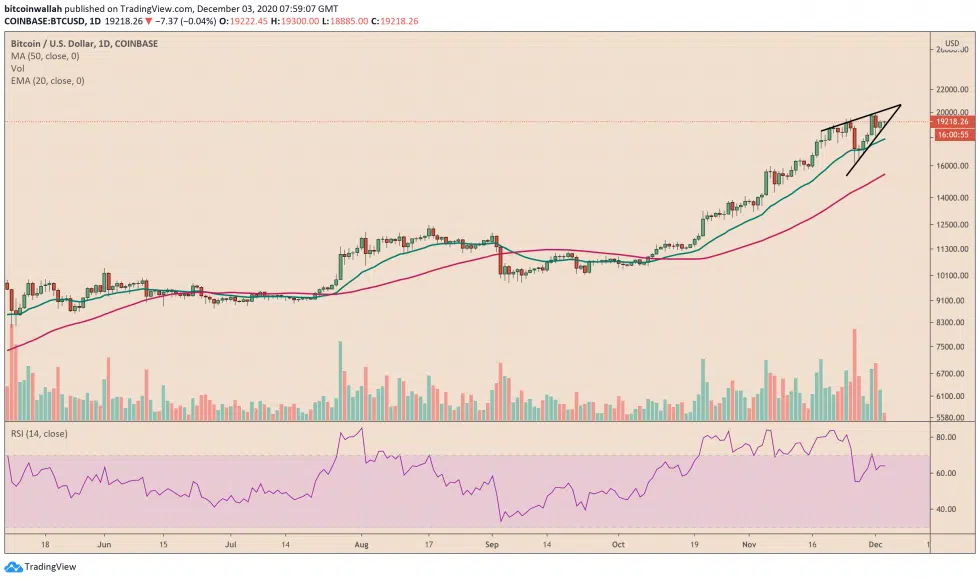 bitcoinwallah published on TradingView.com, December 03, 2020 07:59:07 GMT
COINBASE:BTCUSD, 1D 19218.26 ▼ −7.37 (−0.04%) O:19222.45 H:19300.00 L:18885.00 C:19218.26
Bitcoin / U.S. Dollar, 1D, COINBASE
MA (50, close, 0)
Vol
EMA (20, close, 0)
USD
22000.00
20000.00
19218.26
16:00:55
16000.00
14000.00
12500.00
11300.00
10100.00
9100.00
8300.00
7500.00
6700.00
6100.00
5580.00
RSI (14, close)
80.00
60.00
40.00
18 Jun 15 Jul 14 Aug 17 Sep 14 Oct 19 Nov 16 Dec
TradingView